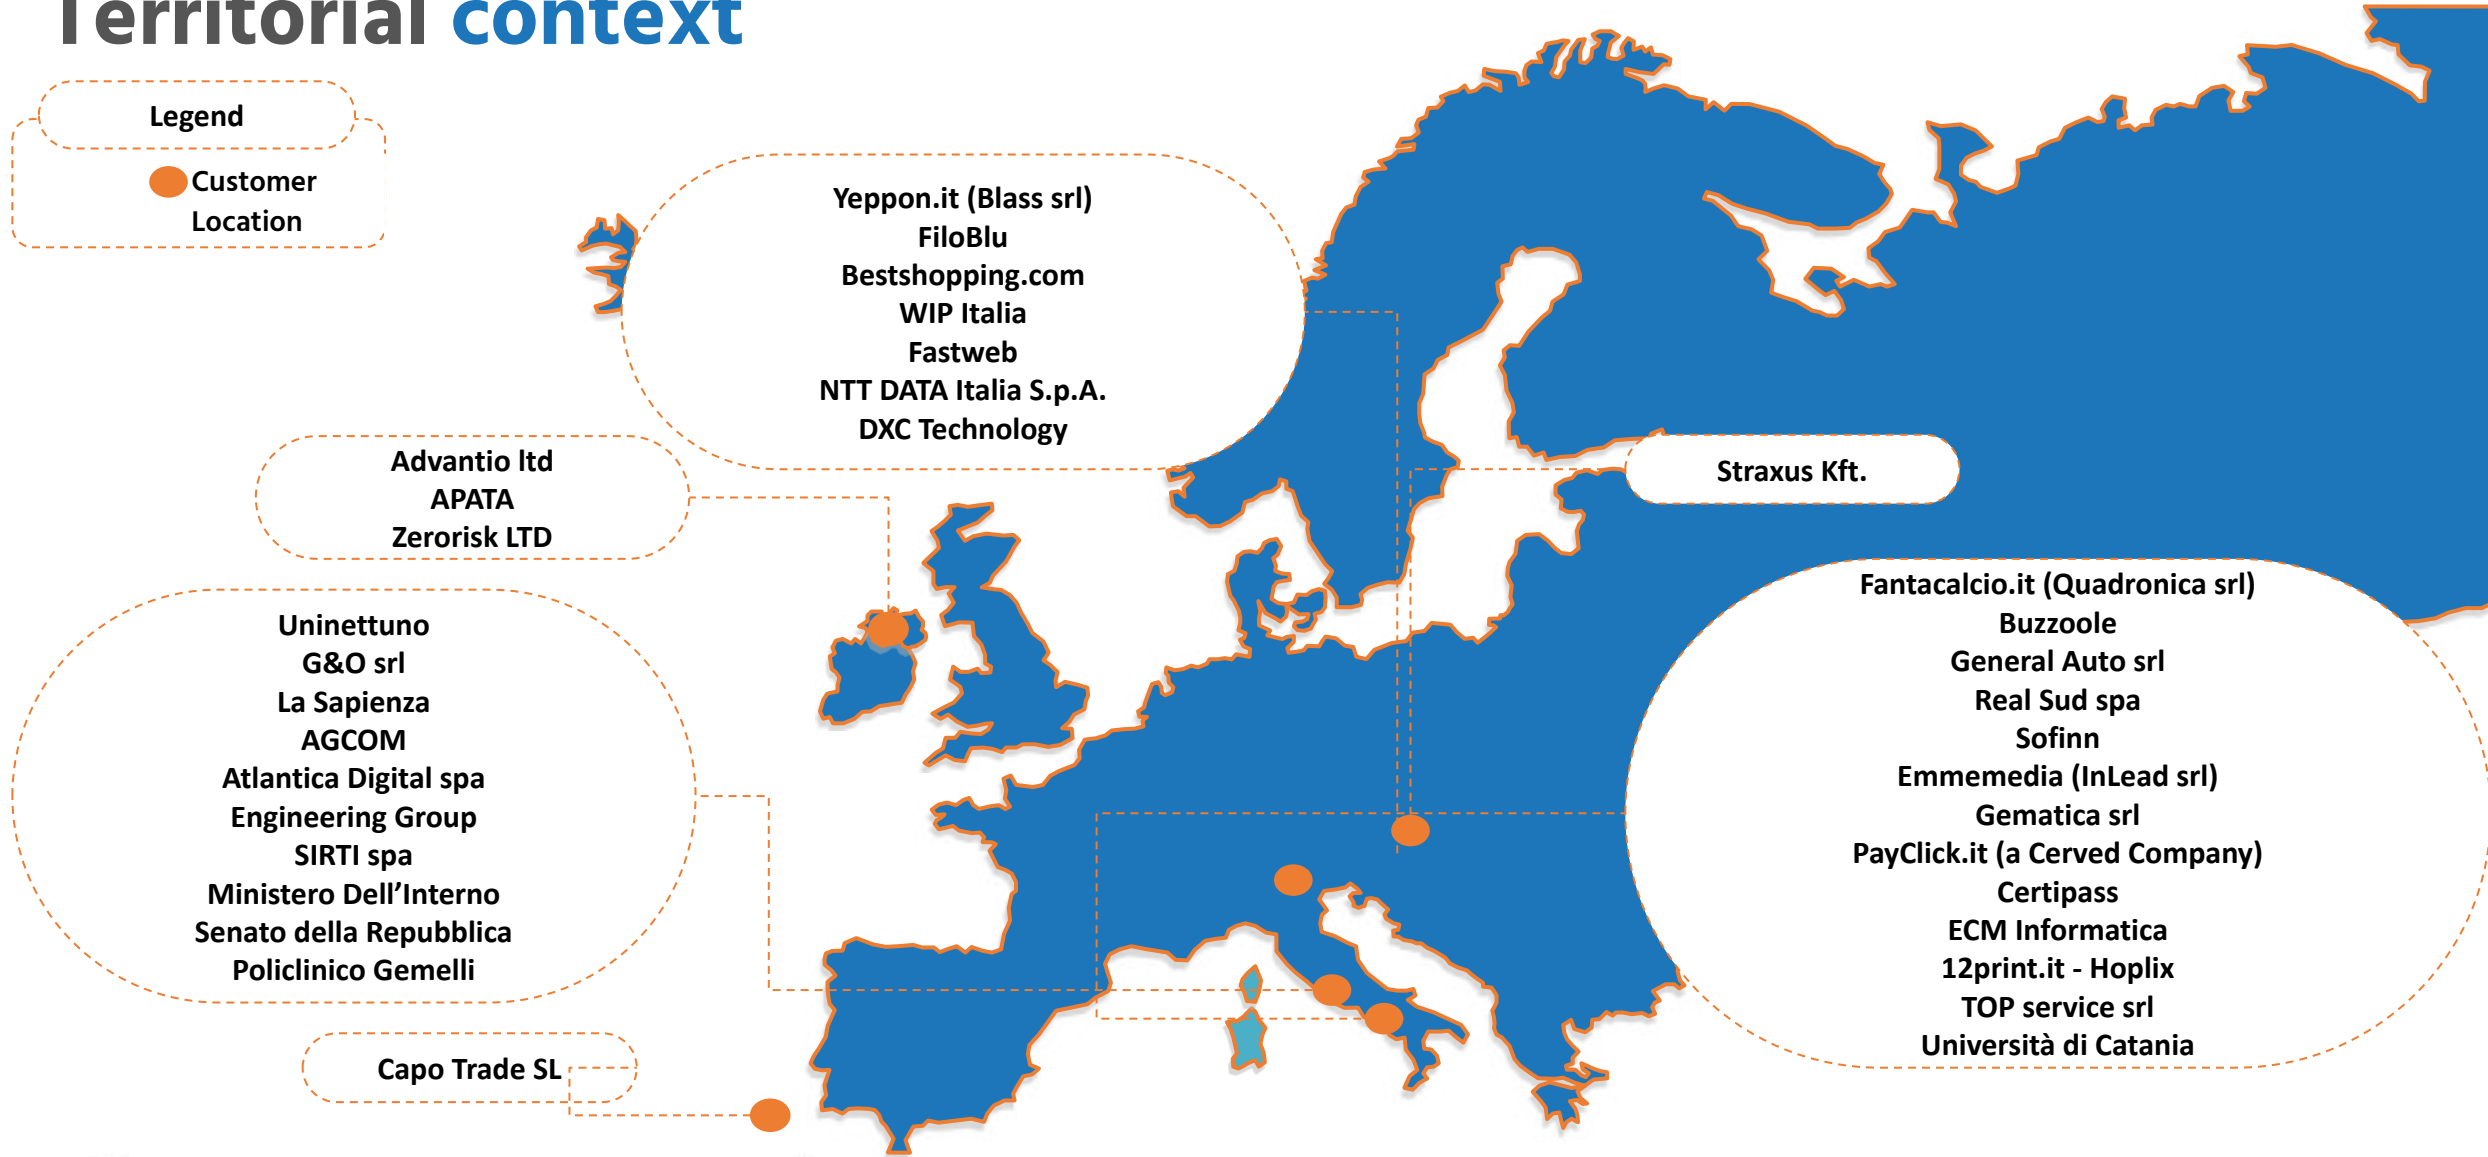 Territorial context
Legend
Customer
Location
Yeppon.it (Blass srl)
FiloBlu
Bestshopping.com
WIP Italia
Fastweb
NTT DATA Italia S.p.A.
DXC Technology
Advantio ltd
APATA
Zerorisk LTD
Straxus Kft.
Uninettuno
G&O srl
La Sapienza
AGCOM
Atlantica Digital spa
Engineering Group
SIRTI spa
Ministero Dell’Interno
Senato della Repubblica
Policlinico Gemelli
Fantacalcio.it (Quadronica srl)
Buzzoole
General Auto srl
Real Sud spa
Sofinn
Emmemedia (InLead srl)
Gematica srl
PayClick.it (a Cerved Company)
Certipass
ECM Informatica
12print.it - Hoplix
TOP service srl
Università di Catania
Capo Trade SL